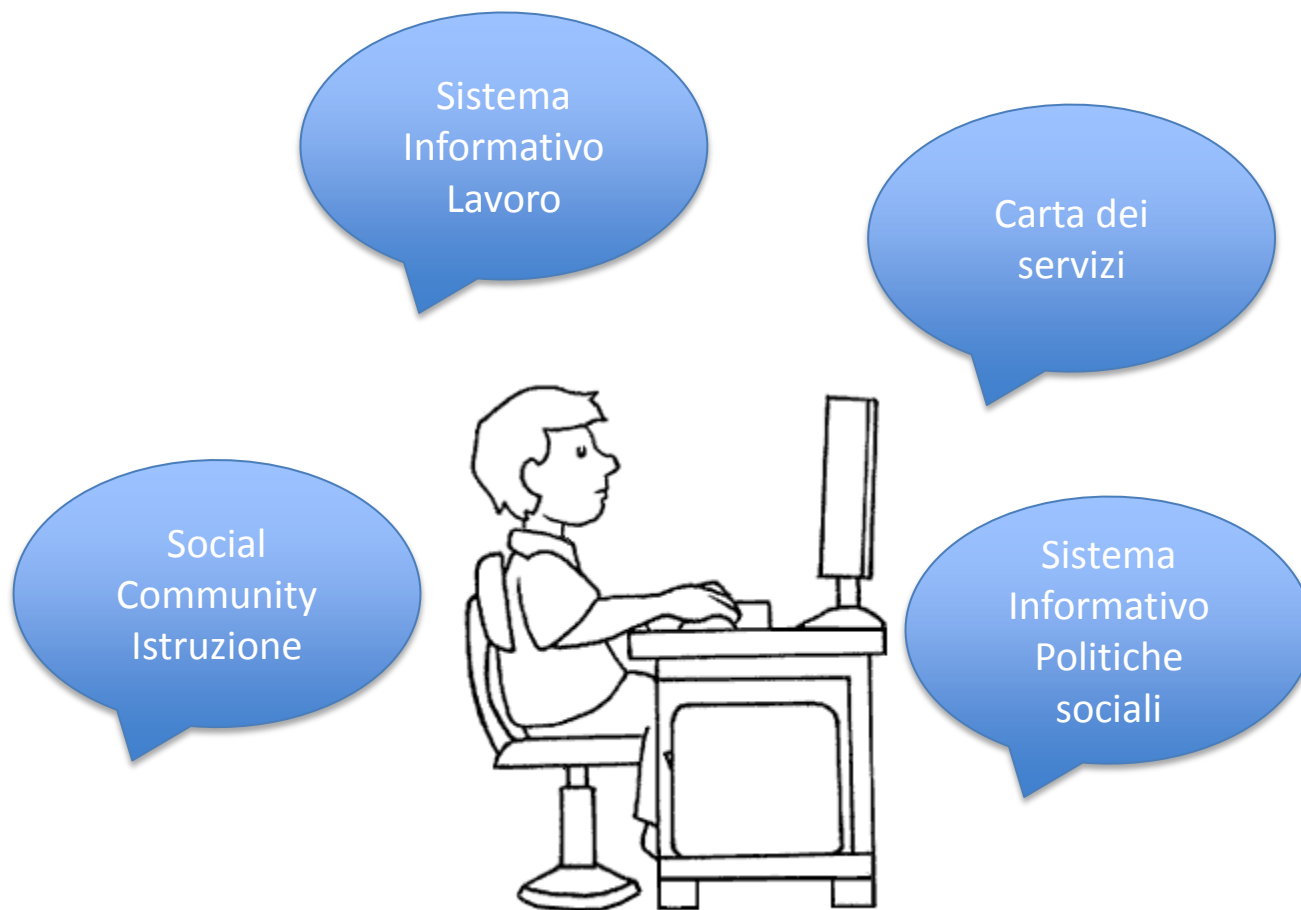 Sistema
Informativo
Lavoro
Carta dei
servizi
Social
Community
Istruzione
Sistema
Informativo
Politiche
sociali